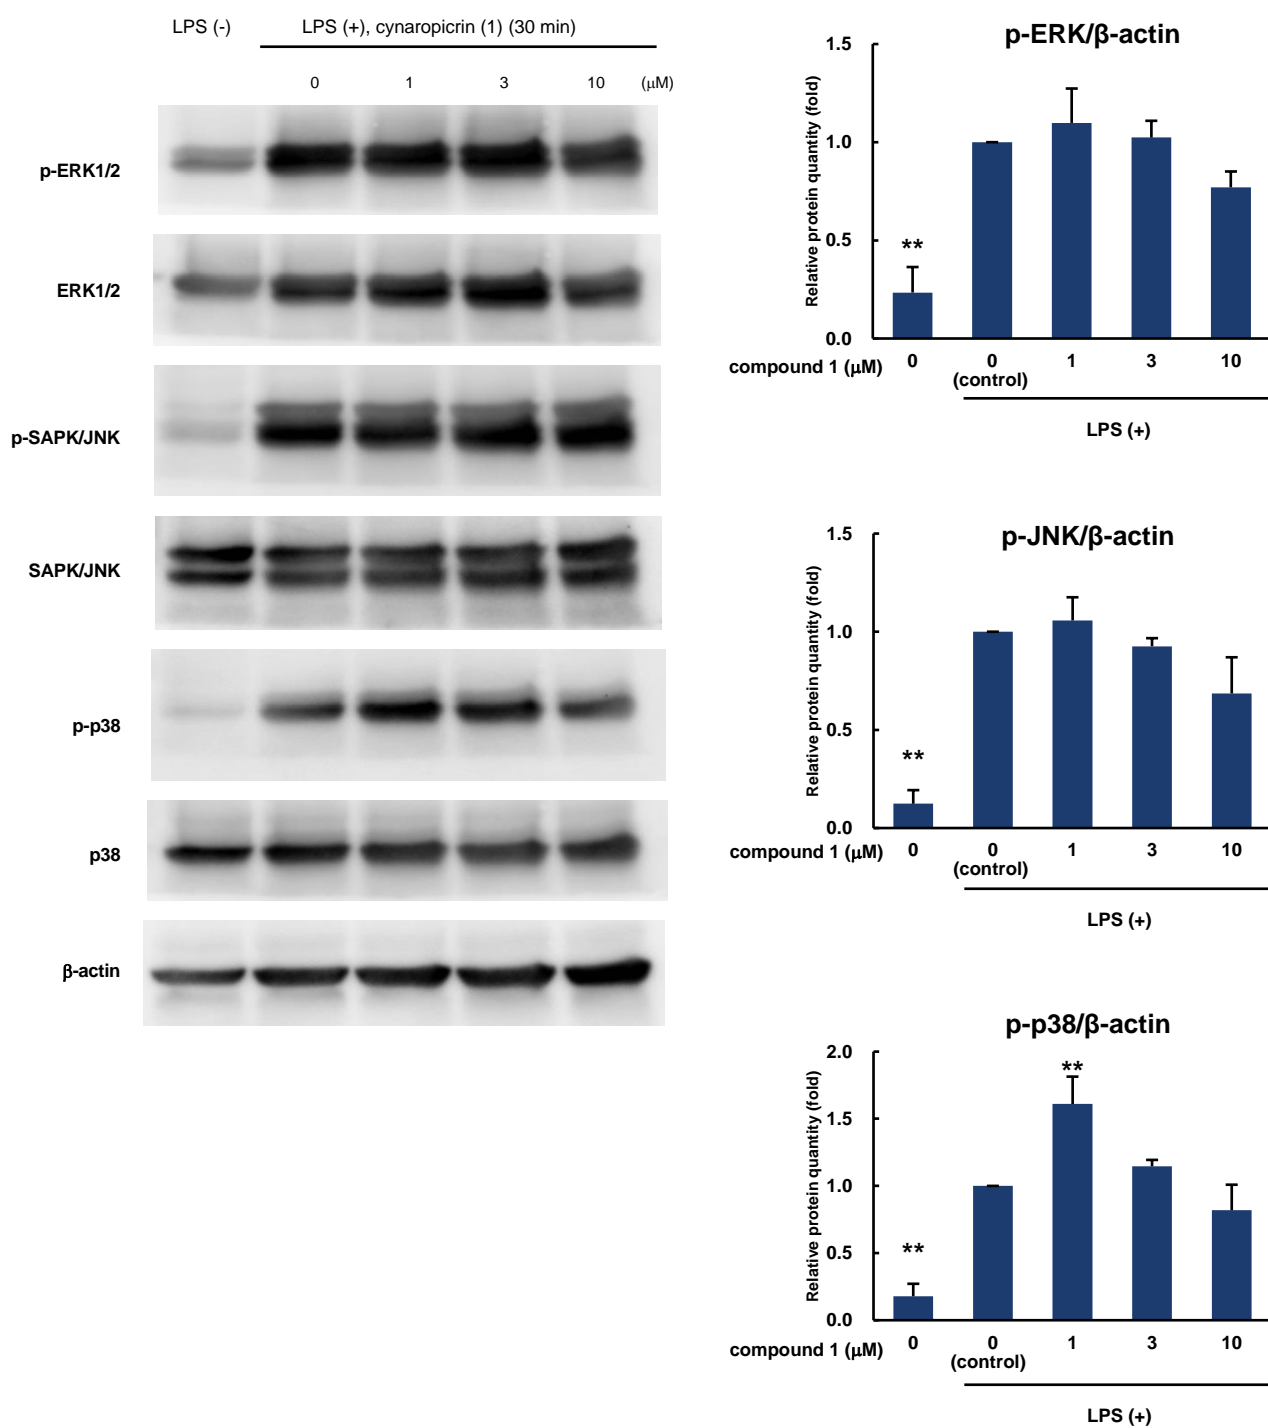 LPS (-)
LPS (+), cynaropicrin (1) (30 min)
0 1 3 10 (μM)
p-ERK1/2
ERK1/2
p-SAPK/JNK
SAPK/JNK
p-p38
p38
β-actin
p-ERK/β-actin
Relative protein quantity (fold)
1.5
1.0
0.5
0.0
**
compound 1 (μM) 0 0 1 3 10
(control)
LPS (+)
p-JNK/β-actin
Relative protein quantity (fold)
1.5
1.0
0.5
0.0
**
compound 1 (μM) 0 0 1 3 10
(control)
LPS (+)
p-p38/β-actin
Relative protein quantity (fold)
2.0
1.5
1.0
0.5
0.0
**
**
compound 1 (μM) 0 0 1 3 10
(control)
LPS (+)